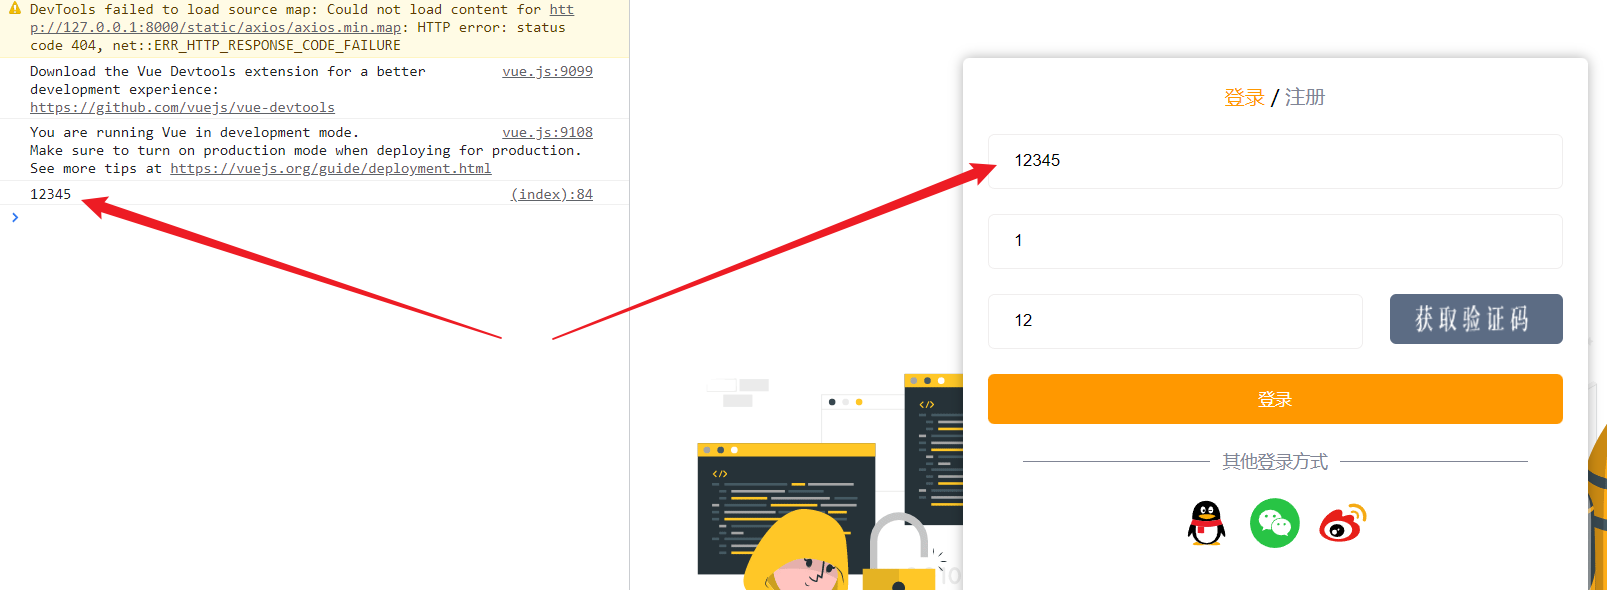 DevTools failed to load source map: Could not load content for htt
p://127.0.0.1:8000/static/axios/axios.min.map: HTTP error: status
code 404, net::ERR_HTTP_RESPONSE_CODE_FAILURE
Download the Vue Devtools extension for a better vue.js:9099
development experience:
https://github.com/vuejs/vue-devtools
You are running Vue in development mode. vue.js:9108
Make sure to turn on production mode when deploying for production.
See more tips at https://vuejs.org/guide/deployment.html
12345 (index):84
登录 / 注册
12345
1
12 获取验证码
登录
其他登录方式